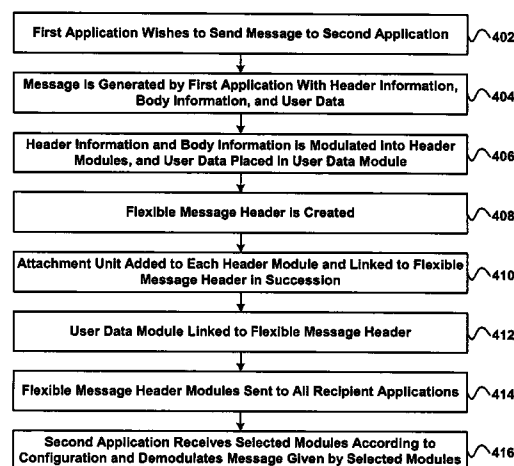 First Application Wishes to Send Message to Second Application 402
Message is Generated by First Application With Header Information,
Body Information, and User Data 404
Header Information and Body Information is Modulated into Header
Modules, and User Data Placed in User Data Module 406
Flexible Message Header is Created 408
Attachment Unit Added to Each Header Module and Linked to Flexible
Message Header in Succession 410
User Data Module Linked to Flexible Message Header 412
Flexible Message Header Modules Sent to All Recipient Applications 414
Second Application Receives Selected Modules According to
Configuration and Demodulates Message Given by Selected Modules 416